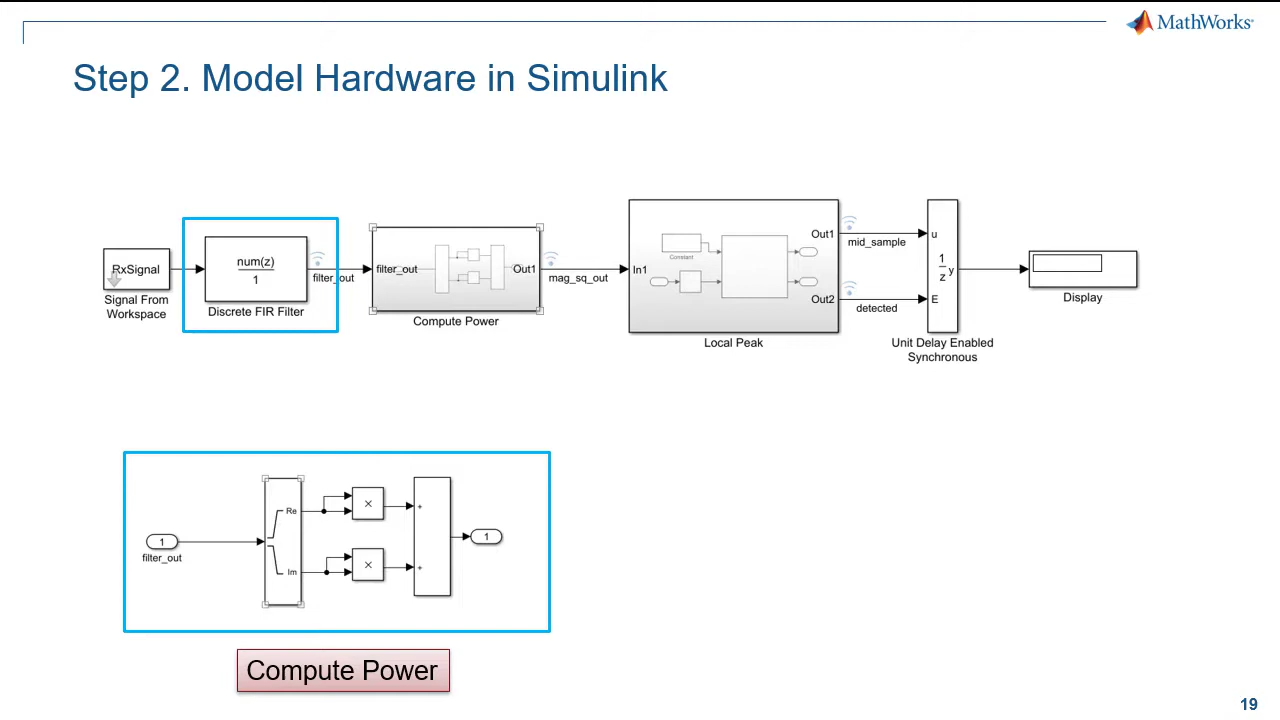 MathWorks®
Step 2. Model Hardware in Simulink
RxSignal
Signal From
Workspace
num(z)
1
Discrete FIR Filter
filter_out
filter_out
Out1
Compute Power
mag_sq_out
In1
Constant
Out1
Out2
Local Peak
mid_sample
detected
u
1
z
y
E
Unit Delay Enabled
Synchronous
Display
1
filter_out
Re
Im
×
×
+
+
1
Compute Power
19